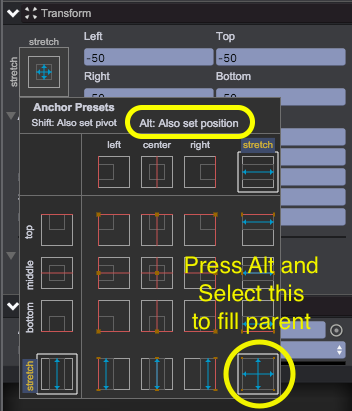 Transform
stretch
Left
Top
stretch
-50
-50
Right
Bottom
Anchor Presets
Shift: Also set pivot
Alt: Also set position
left
center
right
stretch
top
middle
bottom
stretch
Press Alt and
Select this
to fill parent